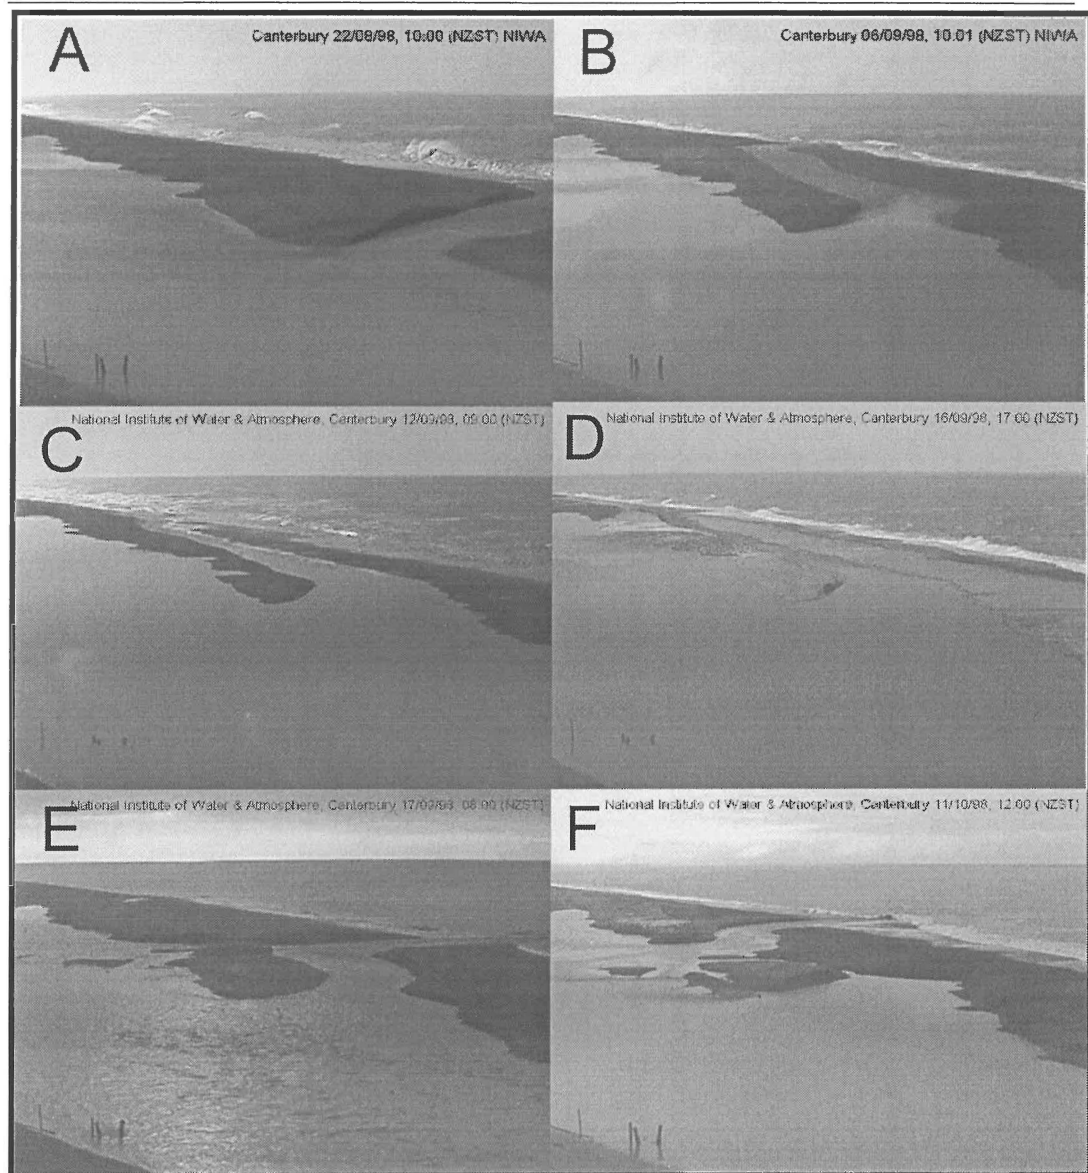 A
Canterbury 22/08/98, 10:00 (NZST) NIWA
B
Canterbury 06/09/98, 10.01 (NZST) NIWA
C
National Institute of Water & Atmosphere, Canterbury 12/09/98, 09:00 (NZST)
D
National Institute of Water & Atmosphere, Canterbury 16/09/98, 17:00 (NZST)
E
National Institute of Water & Atmosphere, Canterbury 17/09/98, 08:00 (NZST)
F
National Institute of Water & Atmosphere, Canterbury 11/10/98, 12:00 (NZST)